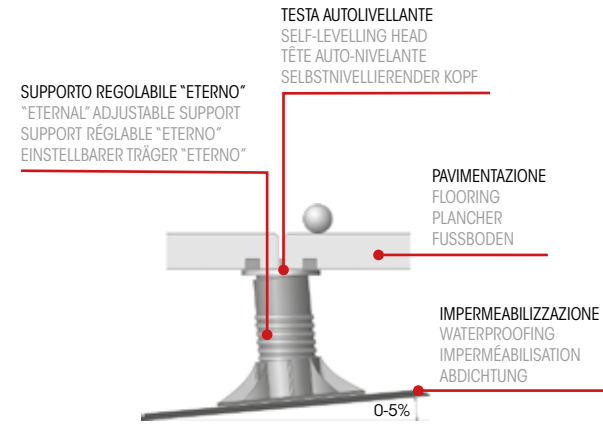 TESTA AUTOLIVELLANTE
SELF-LEVELLING HEAD
TÊTE AUTO-NIVELANTE
SELBSTNIVELLIERENDER KOPF
SUPPORTO REGOLABILE “ETERNO”
“ETERNAL” ADJUSTABLE SUPPORT
SUPPORT RÉGLABLE “ETERNO”
EINSTELLBARER TRÄGER “ETERNO”
PAVIMENTAZIONE
FLOORING
PLANCHER
FUSSBODEN
IMPERMEABILIZZAZIONE
WATERPROOFING
IMPERMÉABILISATION
ABDICHTUNG
0-5%